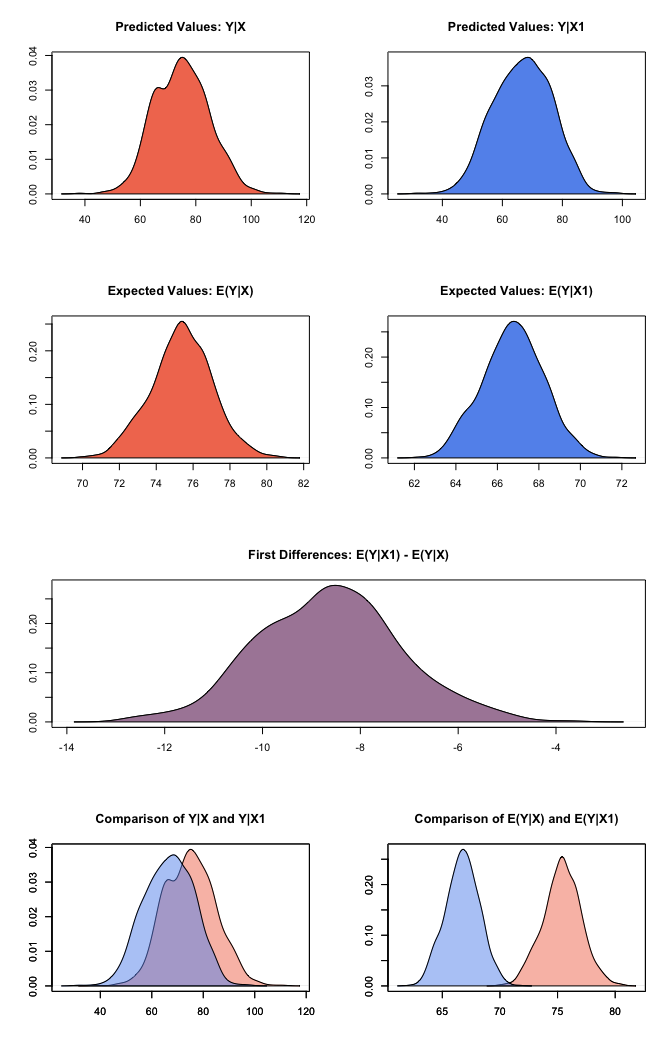 Predicted Values: Y|X
0.00 0.01 0.02 0.03 0.04
40 60 80 100 120
Predicted Values: Y|X1
0.00 0.01 0.02 0.03
40 60 80 100
Expected Values: E(Y|X)
0.00 0.10 0.20
70 72 74 76 78 80 82
Expected Values: E(Y|X1)
0.00 0.10 0.20
62 64 66 68 70 72
First Differences: E(Y|X1) - E(Y|X)
0.00 0.10 0.20
-14 -12 -10 -8 -6 -4
Comparison of Y|X and Y|X1
0.00 0.01 0.02 0.03 0.04
40 60 80 100 120
Comparison of E(Y|X) and E(Y|X1)
0.00 0.10 0.20
65 70 75 80